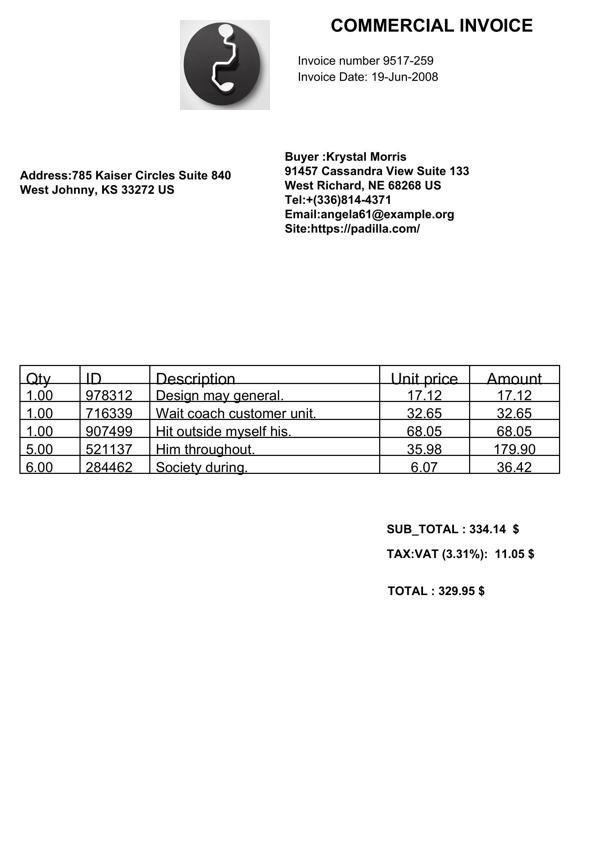 COMMERCIAL INVOICE
Invoice number 9517-259
Invoice Date: 19-Jun-2008
Address:785 Kaiser Circles Suite 840
West Johnny, KS 33272 US
Buyer :Krystal Morris
91457 Cassandra View Suite 133
West Richard, NE 68268 US
Tel:+(336)814-4371
Email:angela61@example.org
Site:https://padilla.com/
Qty ID Description Unit price Amount
1.00 978312 Design may general. 17.12 17.12
1.00 716339 Wait coach customer unit. 32.65 32.65
1.00 907499 Hit outside myself his. 68.05 68.05
5.00 521137 Him throughout. 35.98 179.90
6.00 284462 Society during. 6.07 36.42
SUB_TOTAL : 334.14 $
TAX:VAT (3.31%): 11.05 $
TOTAL : 329.95 $